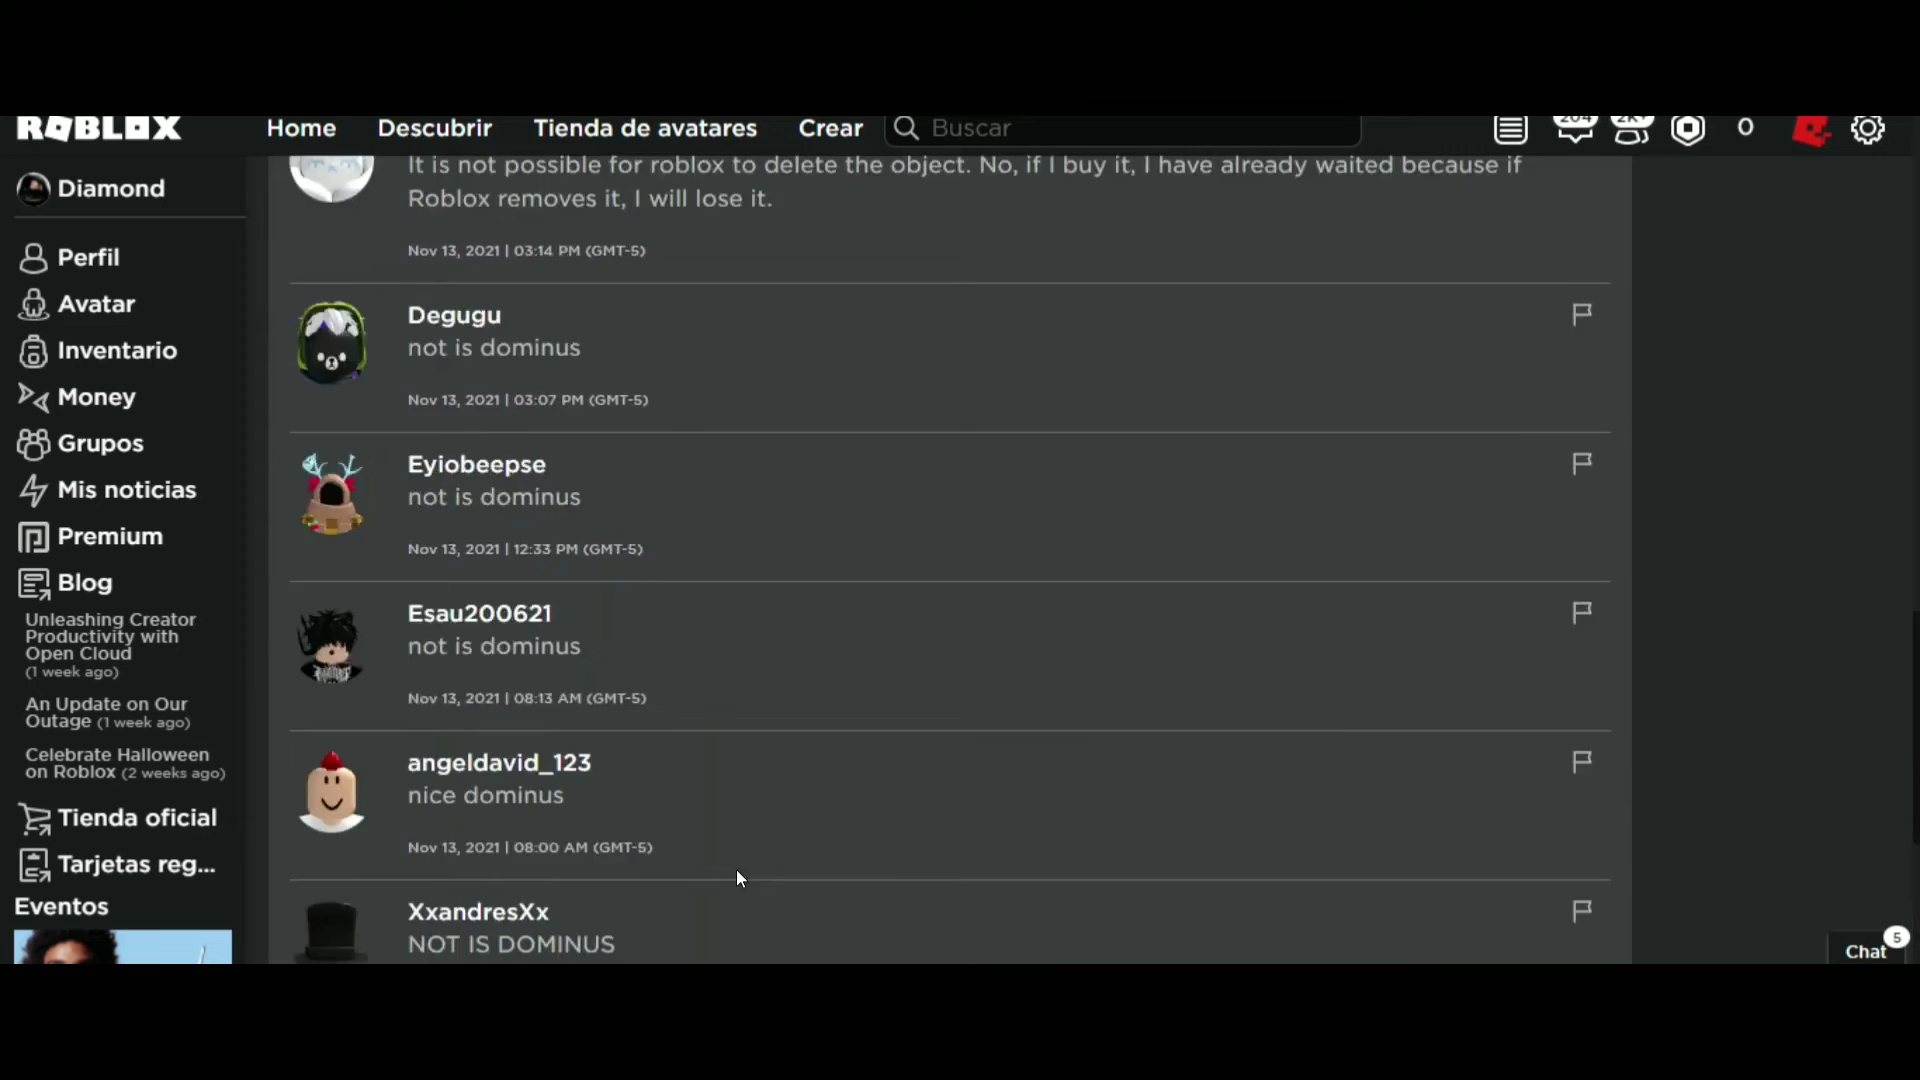 ROBLOX
Home
Descubrir
Tienda de avatares
Crear
Buscar
0
Diamond
Perfil
Avatar
Inventario
Money
Grupos
Mis noticias
Premium
Blog
Unleashing Creator
Productivity with
Open Cloud
(1 week ago)
An Update on Our
Outage (1 week ago)
Celebrate Halloween
on Roblox (2 weeks ago)
Tienda oficial
Tarjetas reg...
Eventos
It is not possible for roblox to delete the object. No, if I buy it, I have already waited because if
Roblox removes it, I will lose it.
Nov 13, 2021 | 03:14 PM (GMT-5)
Degugu
not is dominus
Nov 13, 2021 | 03:07 PM (GMT-5)
Eyiobeepse
not is dominus
Nov 13, 2021 | 12:33 PM (GMT-5)
Esau200621
not is dominus
Nov 13, 2021 | 08:13 AM (GMT-5)
angeldavid_123
nice dominus
Nov 13, 2021 | 08:00 AM (GMT-5)
XxandresXx
NOT IS DOMINUS
Chat
5